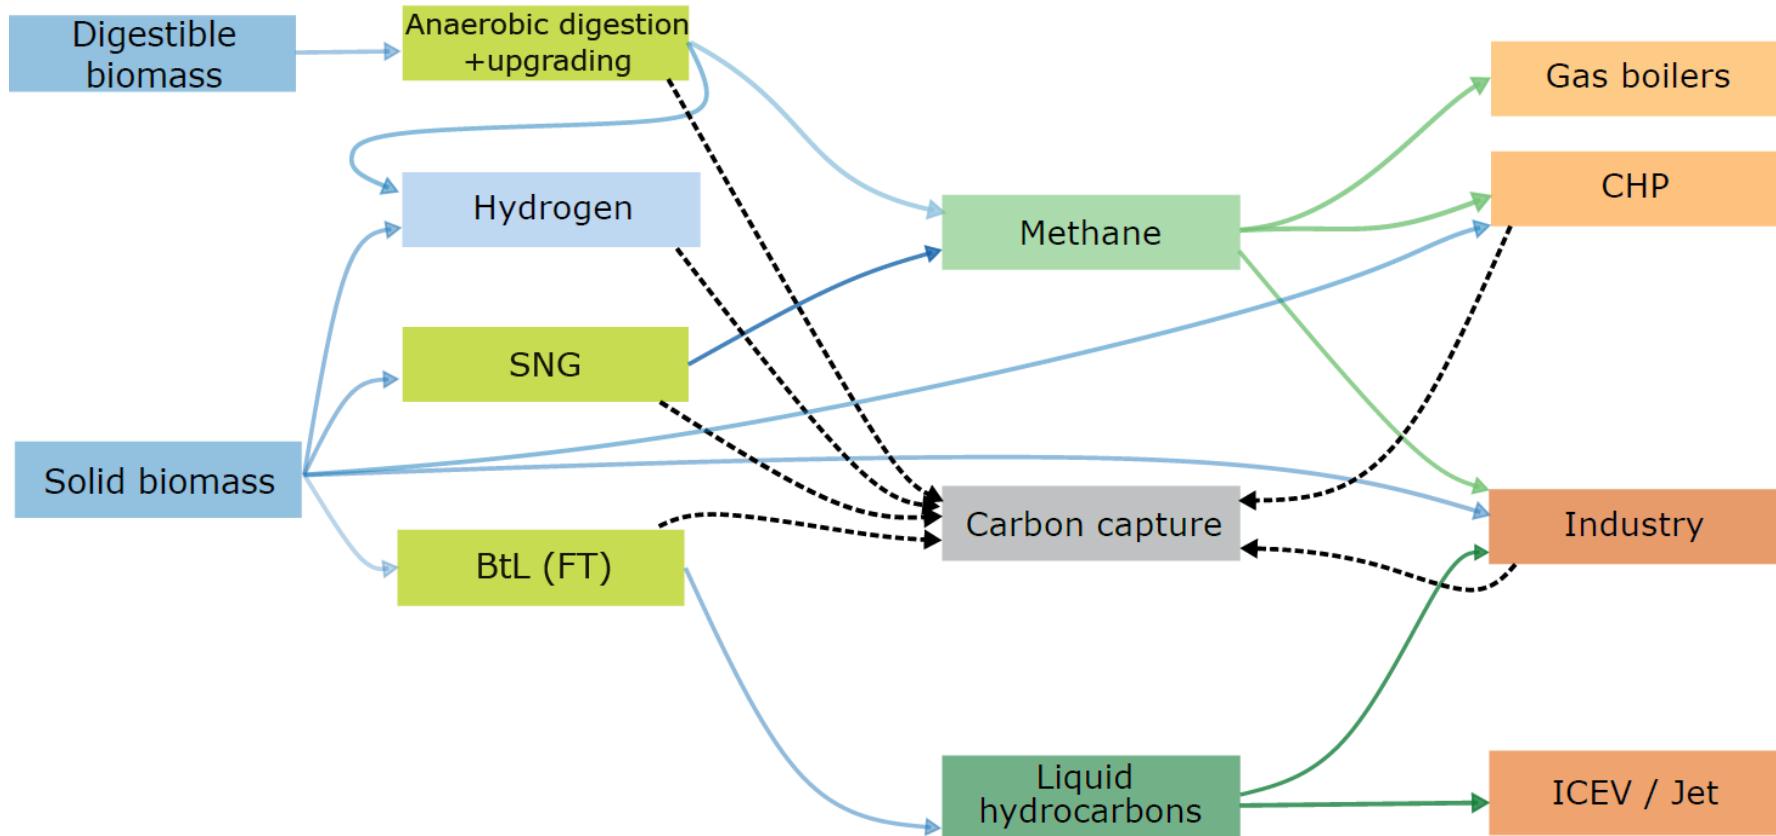 Digestible
biomass
Anaerobic digestion
+upgrading
Gas boilers
CHP
Hydrogen
Methane
SNG
Solid biomass
Carbon capture
Industry
BtL (FT)
Liquid
hydrocarbons
ICEV / Jet